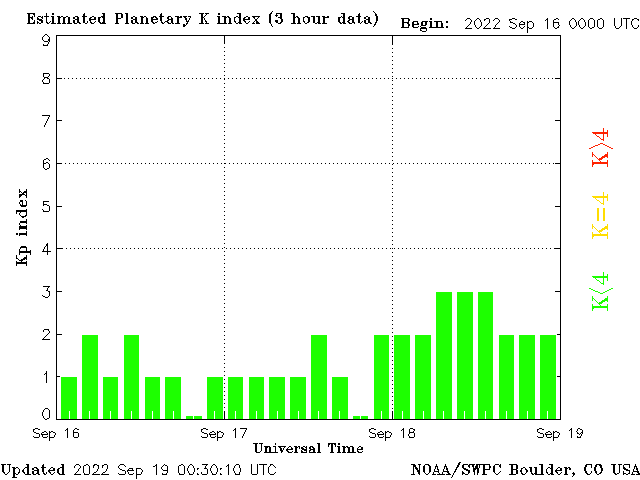 Estimated Planetary K index (3 hour data)
Begin: 2022 Sep 16 0000 UTC
9
8
7
6
5
4
3
2
1
0
Kp index
K>4
K=4
K<4
Sep 16
Sep 17
Sep 18
Sep 19
Universal Time
Updated 2022 Sep 19 00:30:10 UTC
NOAA/SWPC Boulder, CO USA